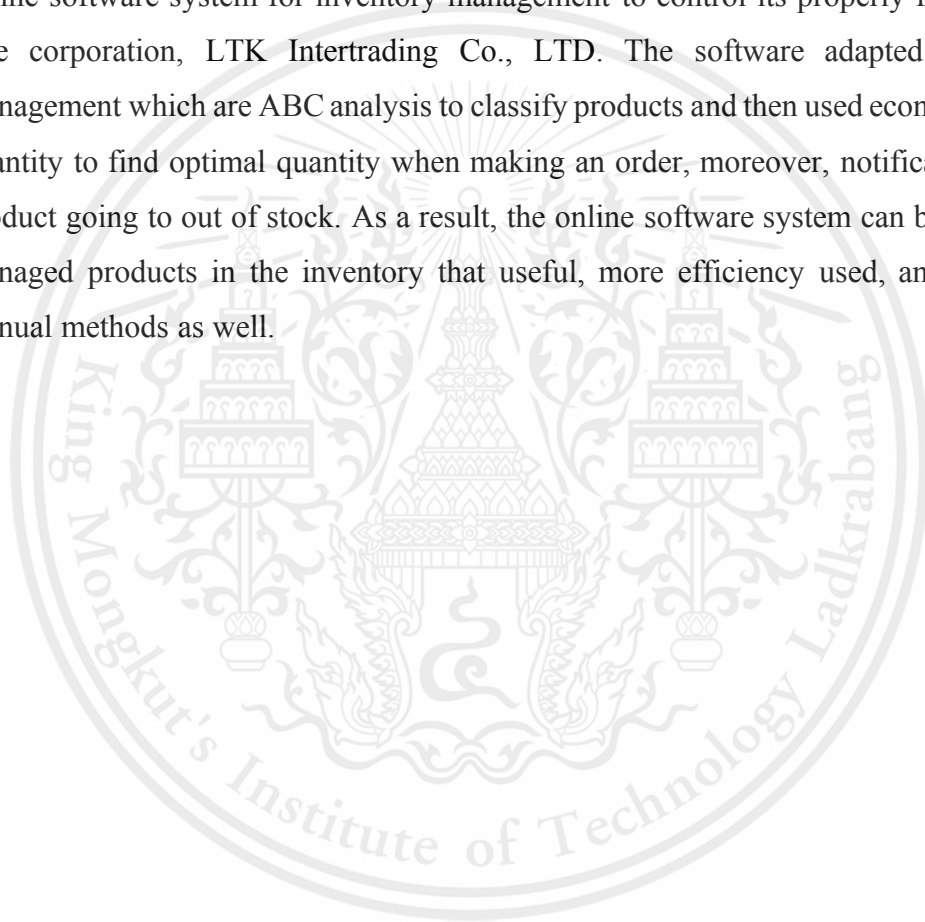 ine software system for inventory management to control its properly
e corporation, LTK Intertrading Co., LTD. The software adapted
nagement which are ABC analysis to classify products and then used econ
antity to find optimal quantity when making an order, moreover, notifica
duct going to out of stock. As a result, the online software system can b
naged products in the inventory that useful, more efficiency used, an
nual methods as well.
King Mongkut's Institute of Technology Ladkrabang